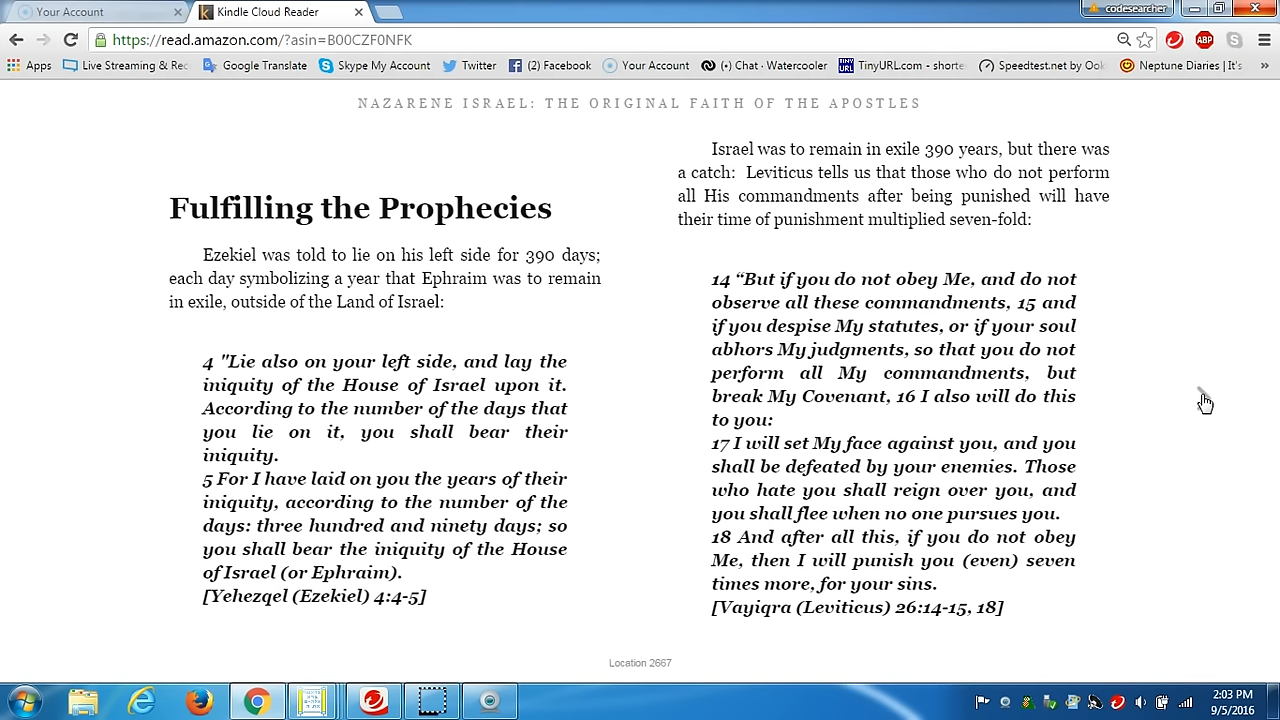 Your Account
Kindle Cloud Reader
codesearcher
https://read.amazon.com/?asin=B00CZF0NFK
ABP
Apps
Live Streaming & Rec
Google Translate
Skype My Account
Twitter
(2) Facebook
Your Account
(•) Chat · Watercooler
TINY URL
TinyURL.com - shorte
Speedtest.net by Ook
Neptune Diaries | It's
»
NAZARENE ISRAEL: THE ORIGINAL FAITH OF THE APOSTLES
Fulfilling the Prophecies
Ezekiel was told to lie on his left side for 390 days;
each day symbolizing a year that Ephraim was to remain
in exile, outside of the Land of Israel:
4 "Lie also on your left side, and lay the
iniquity of the House of Israel upon it.
According to the number of the days that
you lie on it, you shall bear their
iniquity.
5 For I have laid on you the years of their
iniquity, according to the number of the
days: three hundred and ninety days; so
you shall bear the iniquity of the House
of Israel (or Ephraim).
[Yehezqel (Ezekiel) 4:4-5]
Israel was to remain in exile 390 years, but there was
a catch: Leviticus tells us that those who do not perform
all His commandments after being punished will have
their time of punishment multiplied seven-fold:
14 “But if you do not obey Me, and do not
observe all these commandments, 15 and
if you despise My statutes, or if your soul
abhors My judgments, so that you do not
perform all My commandments, but
break My Covenant, 16 I also will do this
to you:
17 I will set My face against you, and you
shall be defeated by your enemies. Those
who hate you shall reign over you, and
you shall flee when no one pursues you.
18 And after all this, if you do not obey
Me, then I will punish you (even) seven
times more, for your sins.
[Vayiqra (Leviticus) 26:14-15, 18]
Location 2667
2:03 PM
9/5/2016